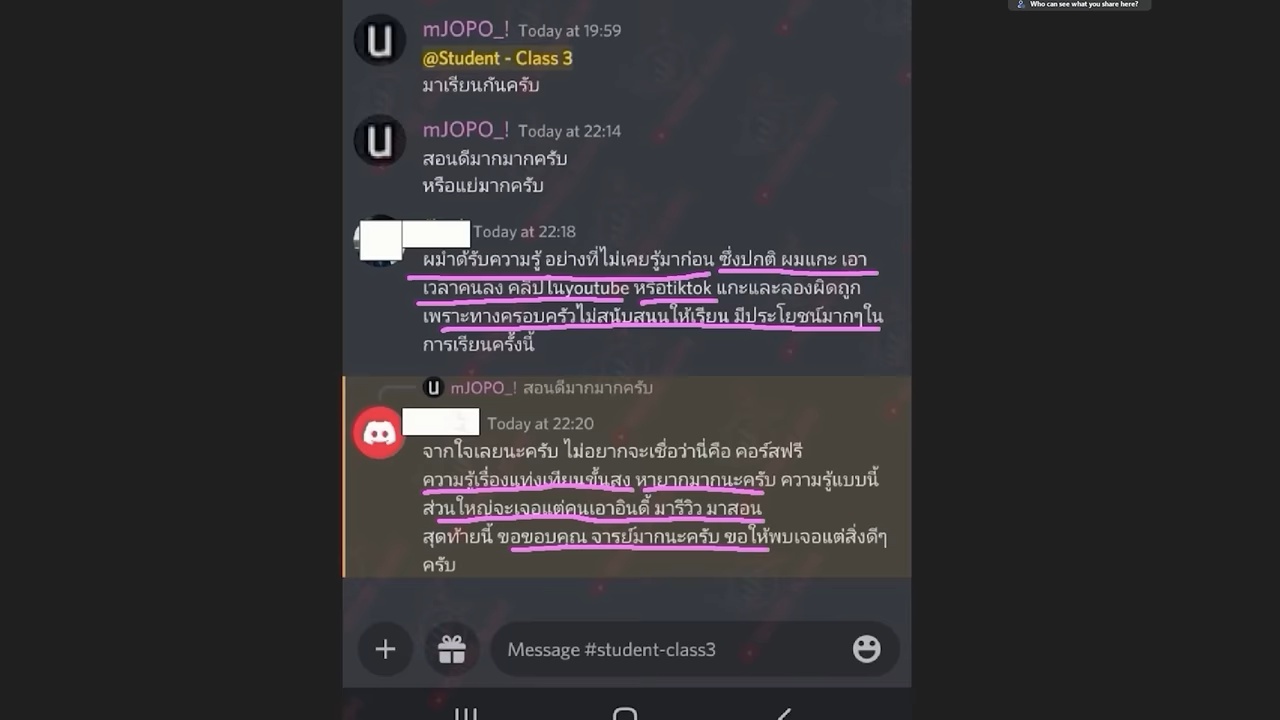 Who can see what you share here?
mJOPO_! Today at 19:59
@Student - Class 3
มาเรียนกันครับ
mJOPO_! Today at 22:14
สอนดีมากมากครับ
หรือแย่มากครับ
Today at 22:18
ผมำด้รับความรู้ อย่างที่ไม่เคยรู้มาก่อน ซึ่งปกติ ผมแกะ เอา
เวลาคนลง คลิปในyoutube หรือtiktok แกะและลองผิดถูก
เพราะทางครอบครัวไม่สนับสนนให้เรียน มีประโยชน์มากๆใน
การเรียนครั้งนี้
mJOPO_! สอนดีมากมากครับ
Today at 22:20
จากใจเลยนะครับ ไม่อยากจะเชื่อว่านี่คือ คอร์สฟรี
ความรู้เรื่องแท่งเทียนขั้นสูง หายากมากนะครับ ความรู้แบบนี้
ส่วนใหญ่จะเจอแต่คนเอาอินดี้ มารีวิว มาสอน
สุดท้ายนี้ ขอขอบคุณ จารย์มากนะครับ ขอให้พบเจอแต่สิ่งดีๆ
ครับ
Message #student-class3